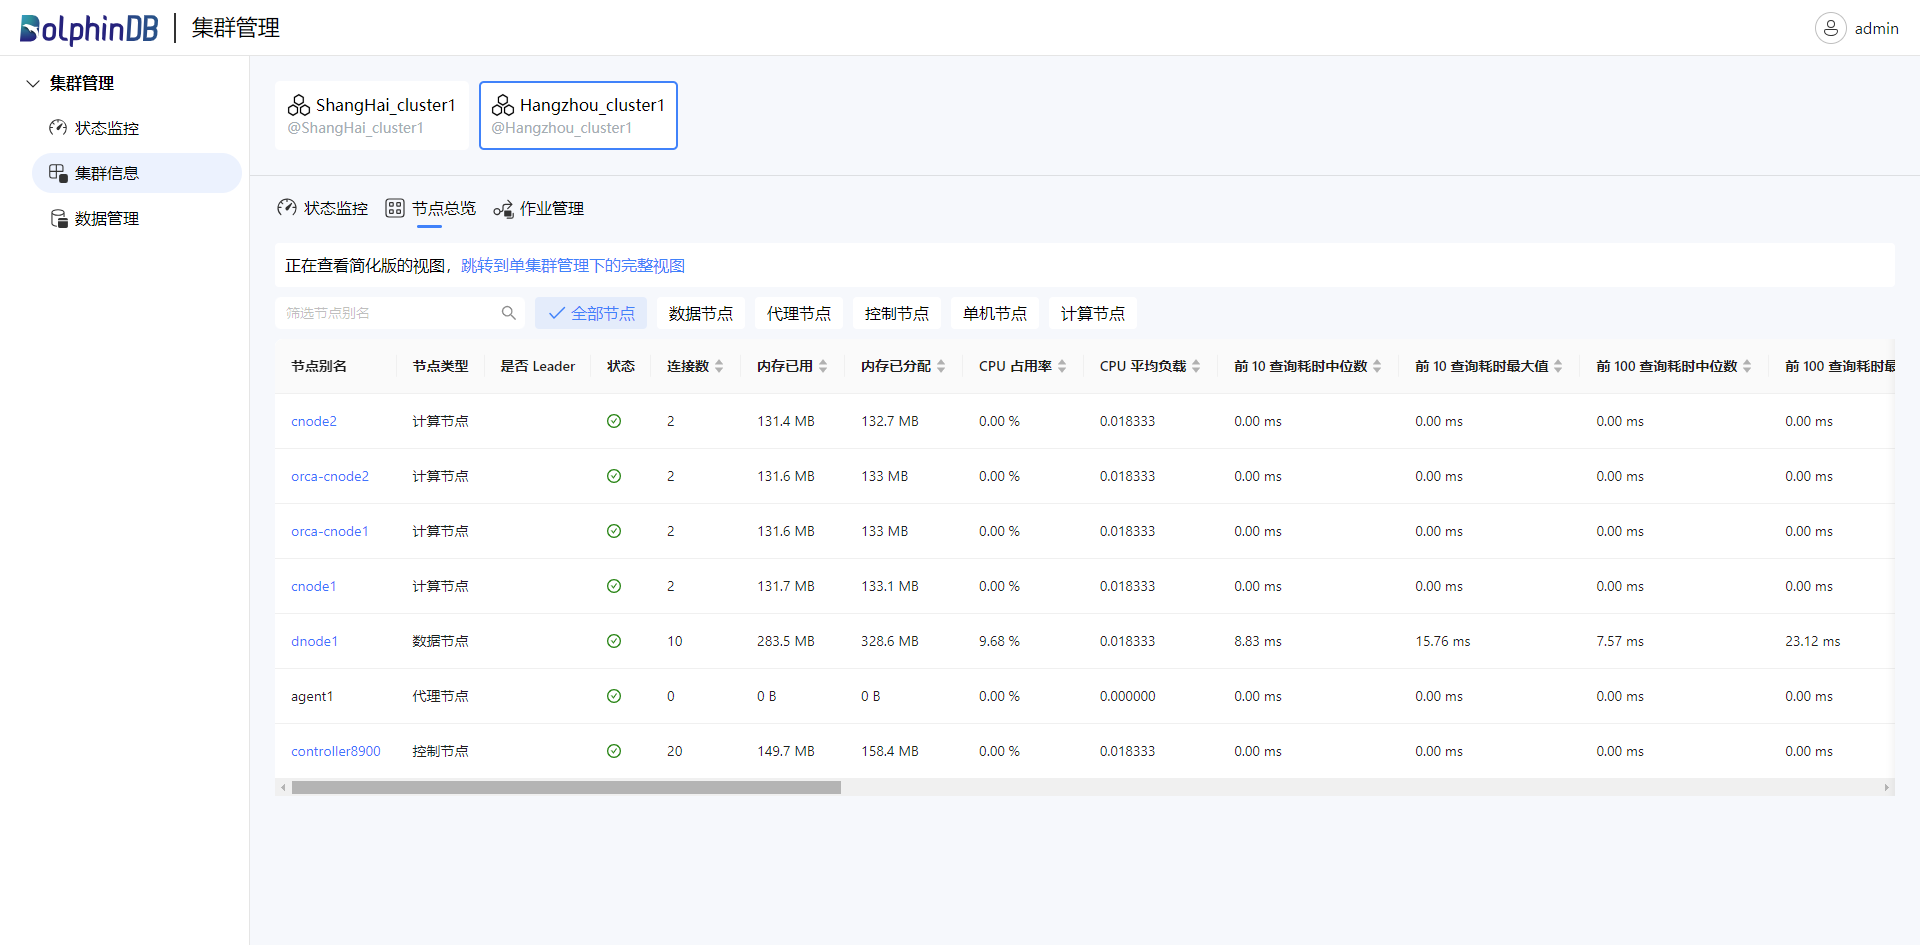 DolphinDB 集群管理 admin
集群管理
状态监控
集群信息
数据管理
ShangHai_cluster1
@ShangHai_cluster1
Hangzhou_cluster1
@Hangzhou_cluster1
状态监控 节点总览 作业管理
正在查看简化版的视图，跳转到单集群管理下的完整视图
筛选节点别名 全部节点 数据节点 代理节点 控制节点 单机节点 计算节点
节点别名 节点类型 是否 Leader 状态 连接数 内存已用 内存已分配 CPU 占用率 CPU 平均负载 前 10 查询耗时中位数 前 10 查询耗时最大值 前 100 查询耗时中位数 前 100 查询耗时最
cnode2 计算节点 2 131.4 MB 132.7 MB 0.00 % 0.018333 0.00 ms 0.00 ms 0.00 ms 0.00 ms
orca-cnode2 计算节点 2 131.6 MB 133 MB 0.00 % 0.018333 0.00 ms 0.00 ms 0.00 ms 0.00 ms
orca-cnode1 计算节点 2 131.6 MB 133 MB 0.00 % 0.018333 0.00 ms 0.00 ms 0.00 ms 0.00 ms
cnode1 计算节点 2 131.7 MB 133.1 MB 0.00 % 0.018333 0.00 ms 0.00 ms 0.00 ms 0.00 ms
dnode1 数据节点 10 283.5 MB 328.6 MB 9.68 % 0.018333 8.83 ms 15.76 ms 7.57 ms 23.12 ms
agent1 代理节点 0 0 B 0 B 0.00 % 0.000000 0.00 ms 0.00 ms 0.00 ms 0.00 ms
controller8900 控制节点 20 149.7 MB 158.4 MB 0.00 % 0.018333 0.00 ms 0.00 ms 0.00 ms 0.00 ms